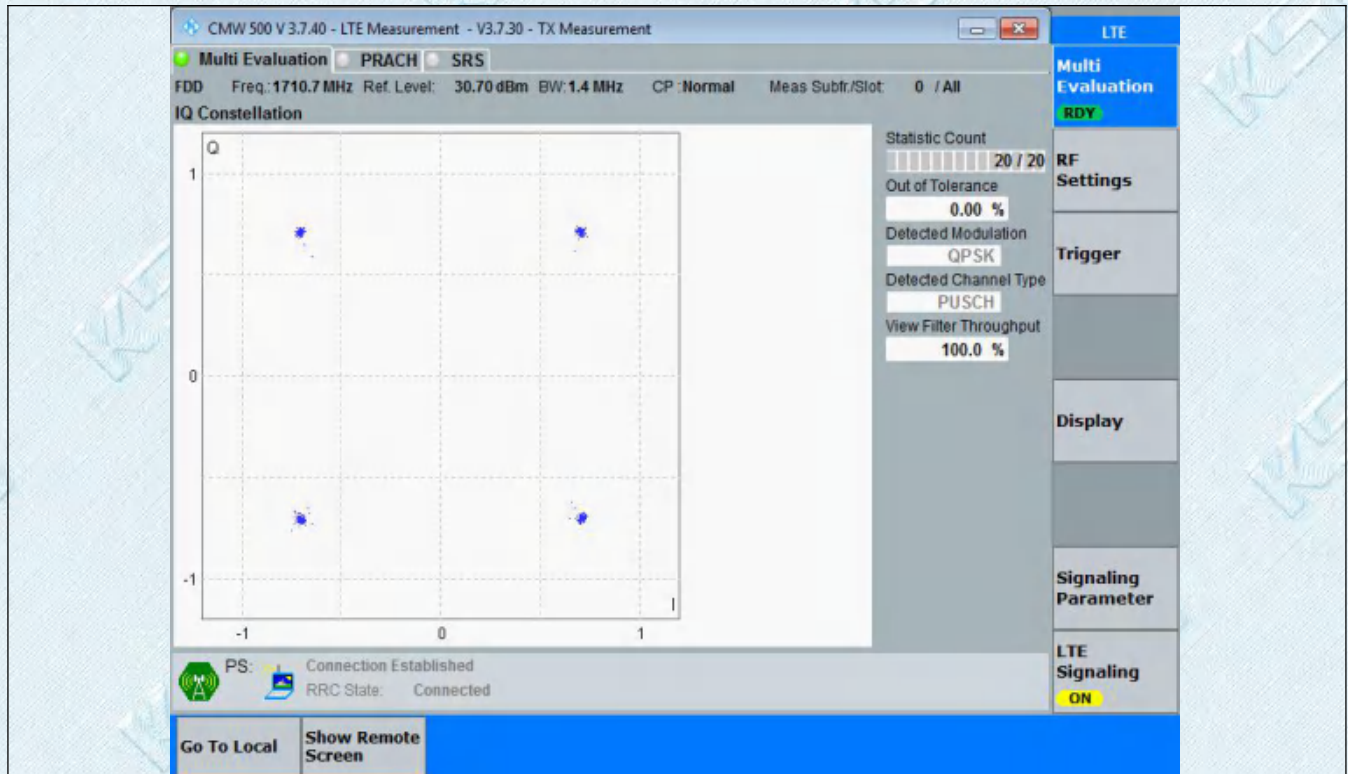 CMW 500 V 3.7.40 - LTE Measurement - V3.7.30 - TX Measurement
LTE
Multi Evaluation PRACH SRS
FDD Freq.: 1710.7 MHz Ref. Level: 30.70 dBm BW: 1.4 MHz CP :Normal Meas Subfr./Slot: 0 / All
IQ Constellation
Q
1
0
-1
I
-1 0 1
Statistic Count
20 / 20
Out of Tolerance
0.00 %
Detected Modulation
QPSK
Detected Channel Type
PUSCH
View Filter Throughput
100.0 %
Multi
Evaluation
RDY
RF
Settings
Trigger
Display
Signaling
Parameter
LTE
Signaling
ON
PS: Connection Established
RRC State: Connected
Go To Local
Show Remote
Screen